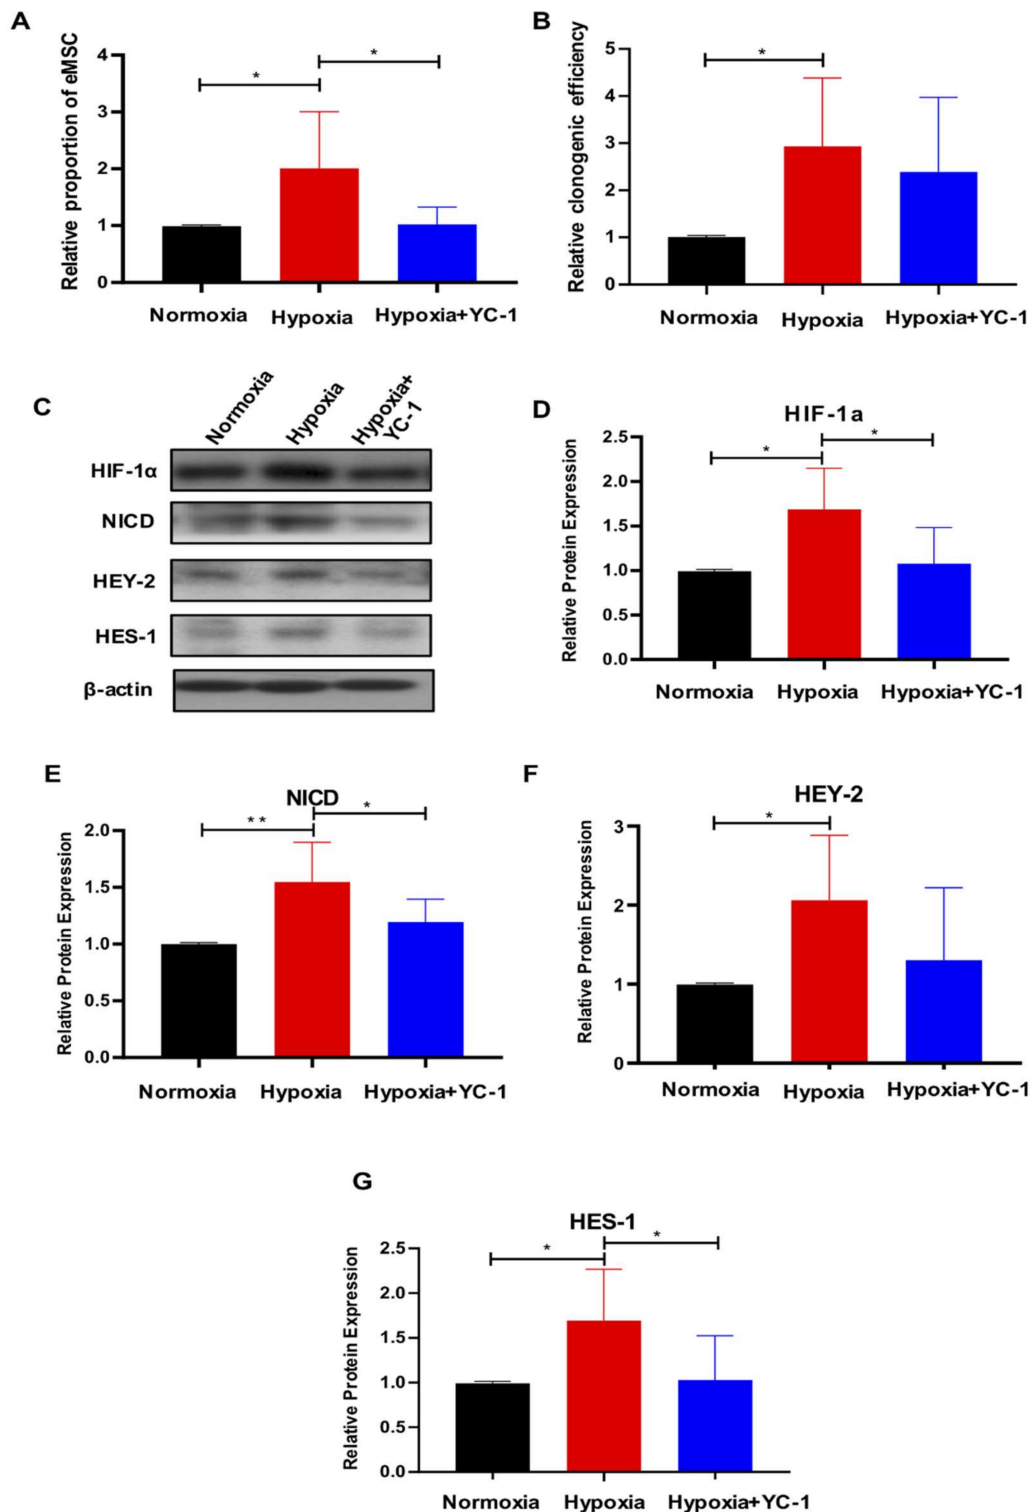 A
Relative proportion of eMSC
4
3
2
1
0
*
*
Normoxia
Hypoxia
Hypoxia+YC-1
B
Relative clonogenic efficiency
5
4
3
2
1
0
*
Normoxia
Hypoxia
Hypoxia+YC-1
C
Normoxia
Hypoxia
Hypoxia+
YC-1
HIF-1α
NICD
HEY-2
HES-1
β-actin
D
HIF-1a
Relative Protein Expression
2.5
2.0
1.5
1.0
0.5
0.0
*
*
Normoxia
Hypoxia
Hypoxia+YC-1
E
NICD
Relative Protein Expression
2.0
1.5
1.0
0.5
0.0
**
*
Normoxia
Hypoxia
Hypoxia+YC-1
F
HEY-2
Relative Protein Expression
3
2
1
0
*
Normoxia
Hypoxia
Hypoxia+YC-1
G
HES-1
Relative Protein Expression
2.5
2.0
1.5
1.0
0.5
0.0
*
*
Normoxia
Hypoxia
Hypoxia+YC-1